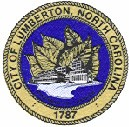 CITY OF LUMBERTON, NORTH CAROLINA
1787